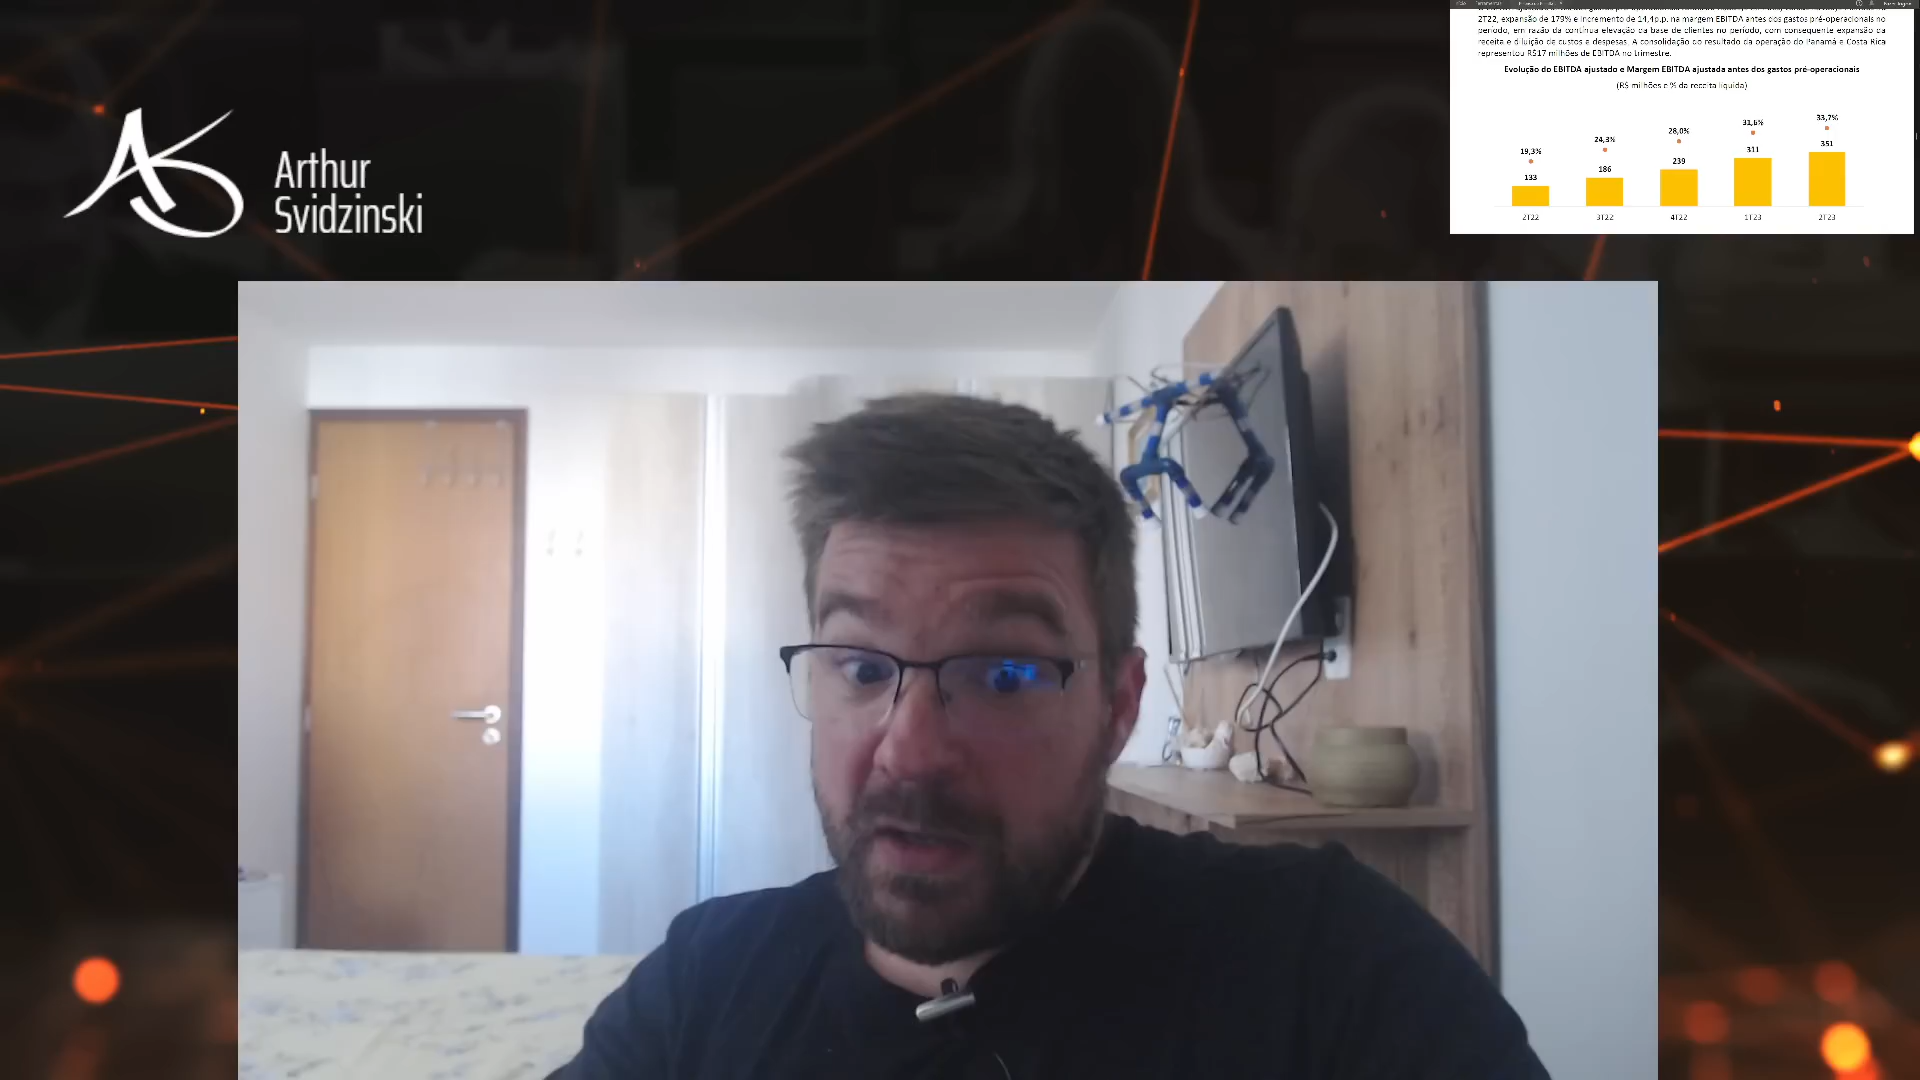 Arthur
Svidzinski
2T22, expansão de 179% e incremento de 14,4p.p. na margem EBITDA antes dos gastos pré-operacionais no
período, em razão da contínua elevação da base de clientes no período, com consequente expansão da
receita e diluição de custos e despesas. A consolidação do resultado da operação do Panamá e Costa Rica
representou R$17 milhões de EBITDA no trimestre.
Evolução do EBITDA ajustado e Margem EBITDA ajustada antes dos gastos pré-operacionais
(R$ milhões e % da receita líquida)
19,3% 24,3% 28,0% 31,6% 33,7%
133 186 239 311 351
2T22 3T22 4T22 1T23 2T23